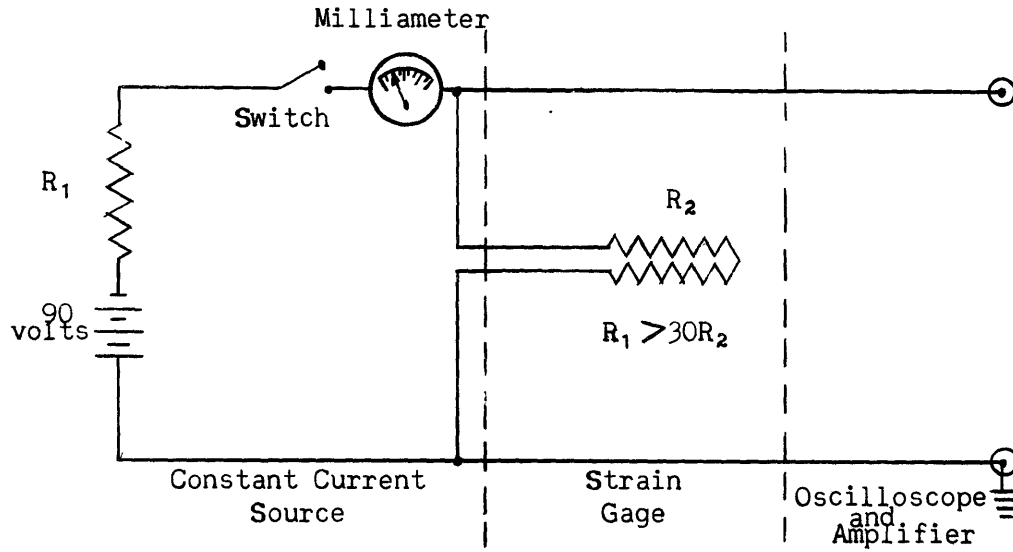 Milliameter
Switch
R₁
R₂
90
volts
R₁ >30R₂
Constant Current
Source
Strain
Gage
Oscilloscope
and
Amplifier